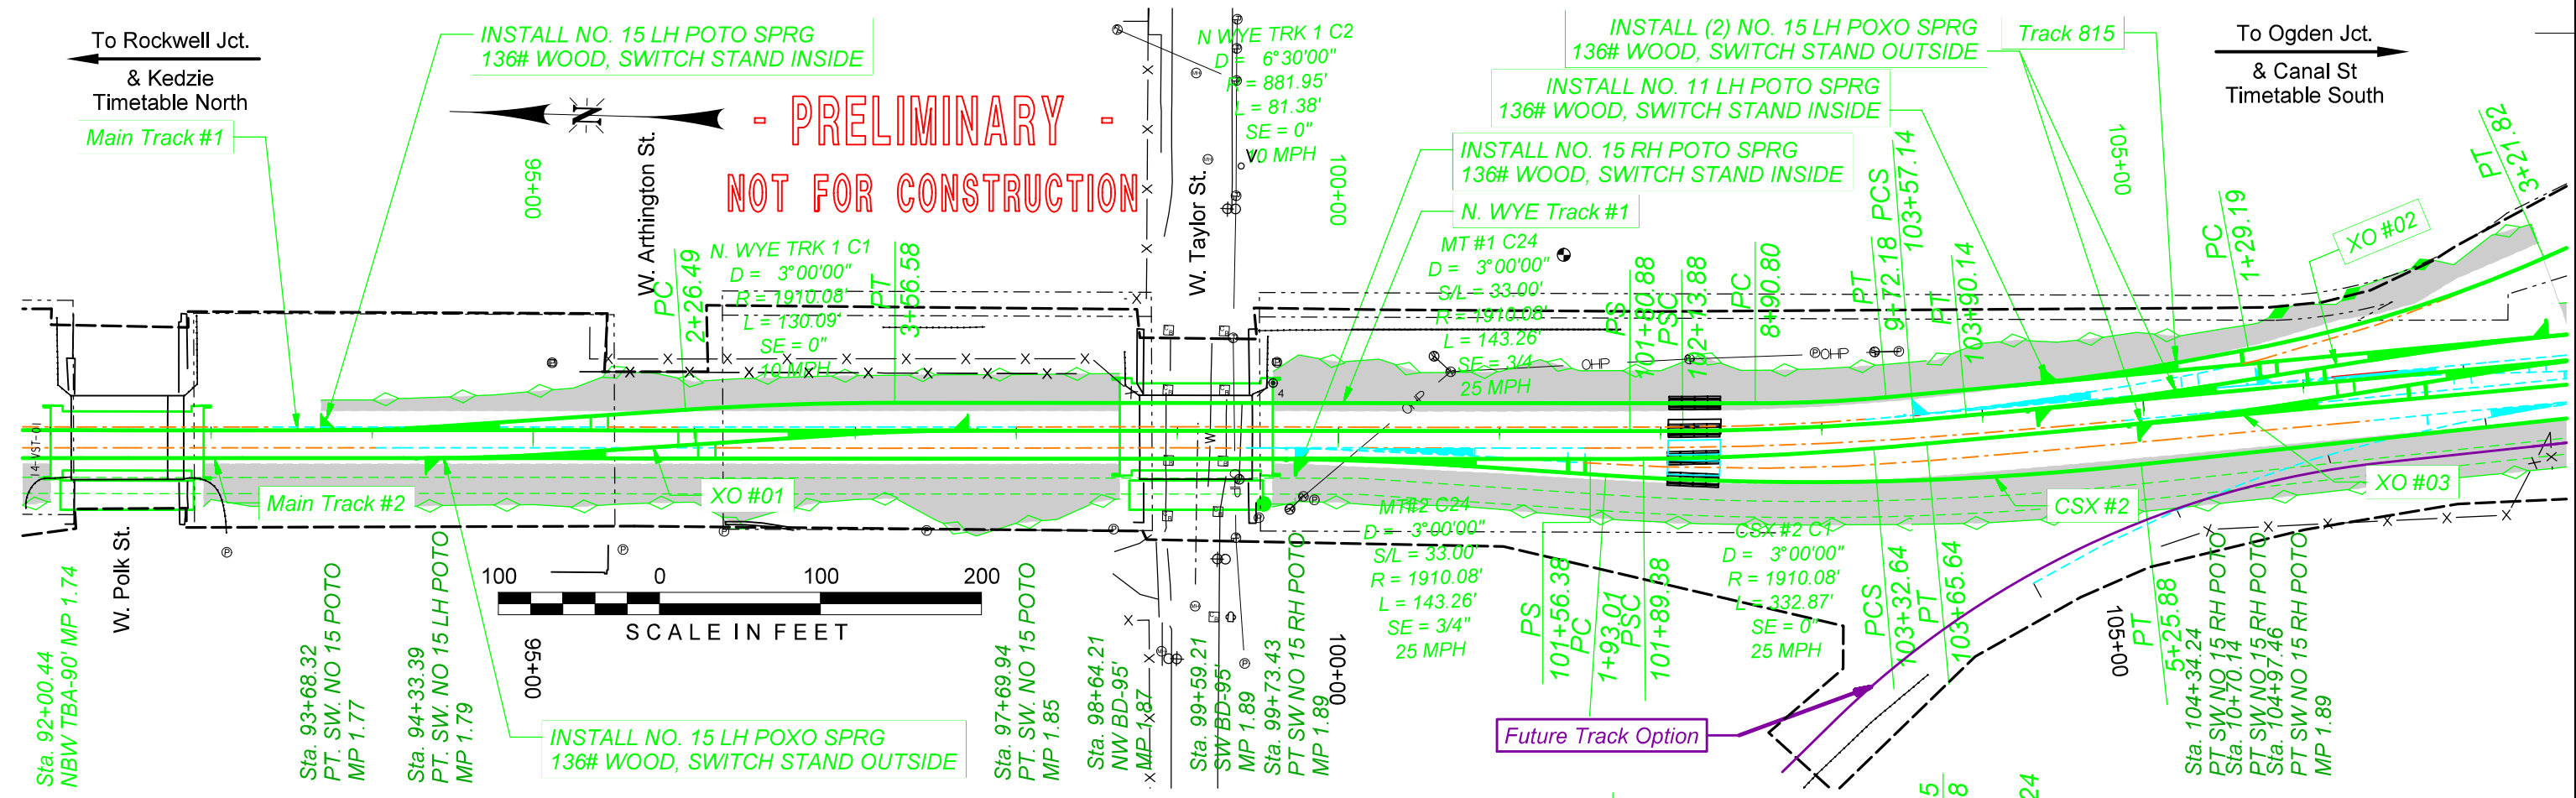 To Rockwell Jct.
& Kedzie
Timetable North
Main Track #1
INSTALL NO. 15 LH POTO SPRG
136# WOOD, SWITCH STAND INSIDE
N
- PRELIMINARY -
NOT FOR CONSTRUCTION
95+00
W. Arthington St.
N WYE TRK 1 C2
D = 6°30'00"
R = 881.95'
L = 81.38'
SE = 0"
10 MPH
W. Taylor St.
100+00
INSTALL (2) NO. 15 LH POXO SPRG
136# WOOD, SWITCH STAND OUTSIDE
Track 815
To Ogden Jct.
& Canal St
Timetable South
INSTALL NO. 11 LH POTO SPRG
136# WOOD, SWITCH STAND INSIDE
INSTALL NO. 15 RH POTO SPRG
136# WOOD, SWITCH STAND INSIDE
N. WYE Track #1
105+00
PC
2+26.49
N. WYE TRK 1 C1
D = 3°00'00"
R = 1910.08'
L = 130.09'
SE = 0"
10 MPH
PT
3+56.58
MT #1 C24
D = 3°00'00"
S/L = 33.00'
R = 1910.08'
L = 143.26'
SE = 3/4
25 MPH
PS
101+80.88
PSC
102+13.88
PC
8+90.80
PT
9+72.18
PCS
103+57.14
PT
103+90.14
PC
1+29.19
XO #02
PT
3+21.82
OHP
OHP
OHP
14-VST-01
W. Polk St.
Main Track #2
XO #01
CSX #2
XO #03
Sta. 92+00.44
NBW TBA-90' MP 1.74
Sta. 93+68.32
PT. SW. NO 15 POTO
MP 1.77
Sta. 94+33.39
PT. SW. NO 15 LH POTO
MP 1.79
100 0 100 200
SCALE IN FEET
95+00
INSTALL NO. 15 LH POXO SPRG
136# WOOD, SWITCH STAND OUTSIDE
Sta. 97+69.94
PT. SW. NO 15 POTO
MP 1.85
Sta. 98+64.21
NW BD-95'
MP 1.87
Sta. 99+59.21
SW BD-95'
MP 1.89
Sta. 99+73.43
PT SW NO 15 RH POTO
MP 1.89
100+00
MT#2 C24
D = 3°00'00"
S/L = 33.00'
R = 1910.08'
L = 143.26'
SE = 3/4"
25 MPH
PS
101+56.38
PC
1+93.01
PSC
101+89.38
CSX #2 C1
D = 3°00'00"
R = 1910.08'
L = 332.87'
SE = 0"
25 MPH
PCS
103+32.64
PT
103+65.64
Future Track Option
105+00
PT
5+25.88
Sta. 104+34.24
PT SW NO 15 RH POTO
Sta. 10+70.14
PT SW NO 15 RH POTO
Sta. 104+97.46
PT SW NO 15 RH POTO
MP 1.89